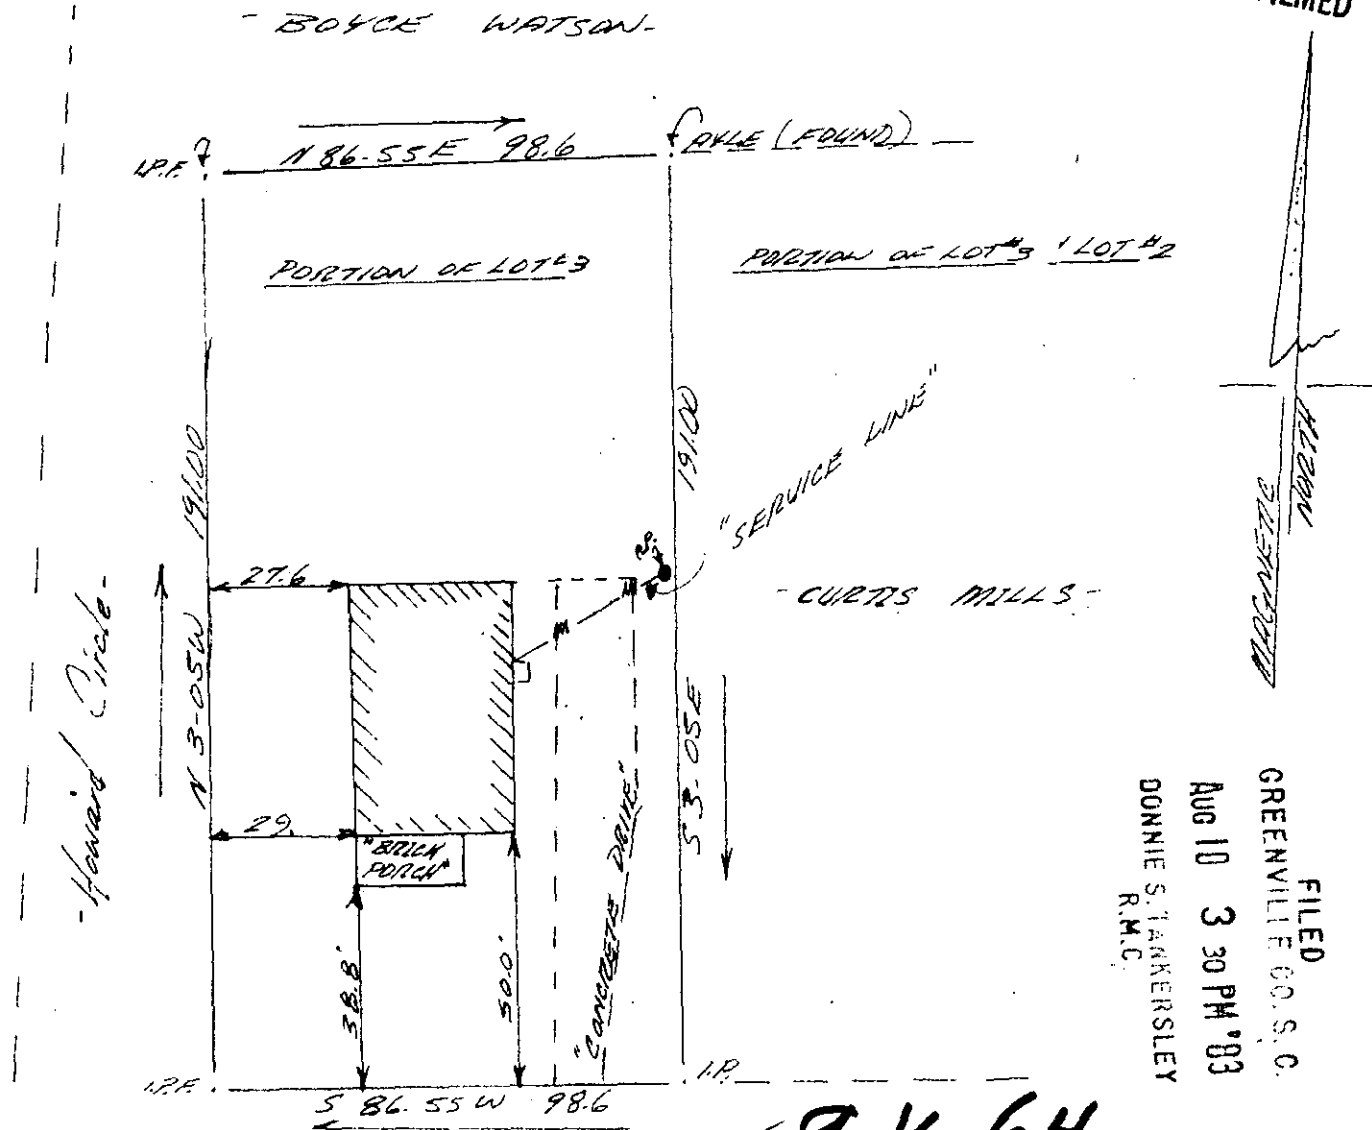 - BOYCE WATSON -
N 86-55 E 98.6
AXLE (FOUND)
I.P.F.
PORTION OF LOT #3
PORTION OF LOT #3 & LOT #2
191.00
191.00
"SERVICE LINE"
MAGNETIC
NORTH
27.6
- CURTIS MILLS -
- Howard Circle -
N 3-05 W
S 3-05 E
29.
"BRICK
PORCH"
38.8'
50.0'
"CONCRETE DRIVE"
I.P.F.
I.P.
S 86-55 W 98.6
FILED
GREENVILLE CO. S. C.
AUG 10 3 30 PM '83
DONNIE S. TANKERSLEY
R.M.C.